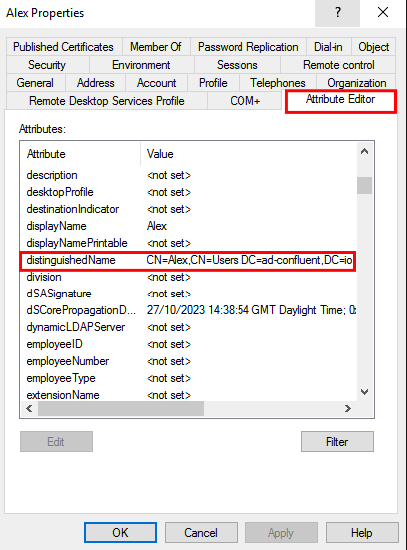 Alex Properties
Published Certificates Member Of Password Replication Dial-in Object
Security Environment Sessons Remote control
General Address Account Profile Telephones Organization
Remote Desktop Services Profile COM+ Attribute Editor
Attributes:
Attribute Value
description <not set>
desktopProfile <not set>
destinationIndicator <not set>
displayName Alex
displayNamePrintable <not set>
distinguishedName CN=Alex,CN=Users DC=ad-confluent,DC=io
division <not set>
dSASignature <not set>
dSCorePropagationD... 27/10/2023 14:38:54 GMT Daylight Time;
dynamicLDAPServer <not set>
employeeID <not set>
employeeNumber <not set>
employeeType <not set>
extensionName <not set>
Edit Filter
OK Cancel Apply Help